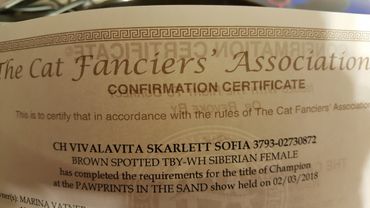 The Cat Fanciers' Association
CONFIRMATION CERTIFICATE
This is to certify that in accordance with the rules of The Cat Fanciers' Association
CH VIVALAVITA SKARLETT SOFIA 3793-02730872
BROWN SPOTTED TBY-WH SIBERIAN FEMALE
has completed the requirements for the title of Champion
at the PAWPRINTS IN THE SAND show held on 02/03/2018
MARINA